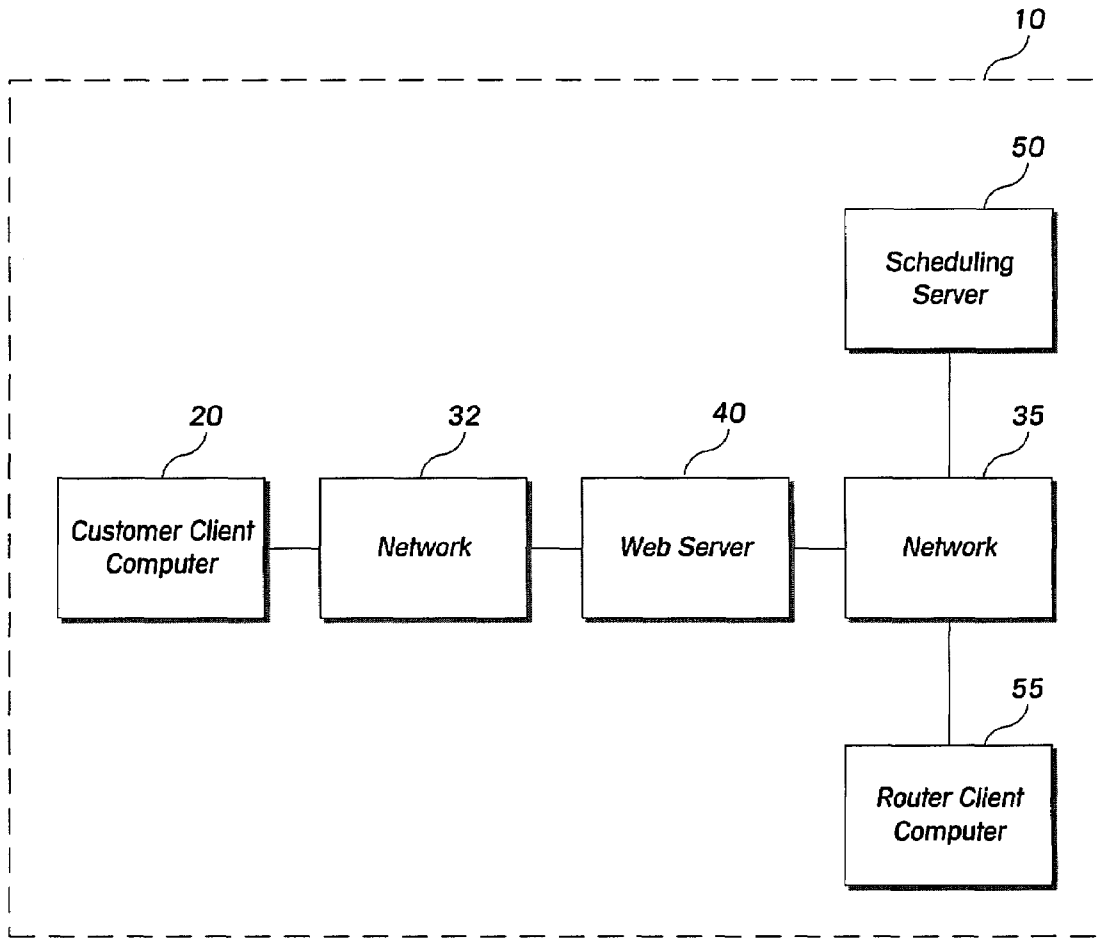 10
50
Scheduling
Server
20
32
40
35
Customer Client
Computer
Network
Web Server
Network
55
Router Client
Computer